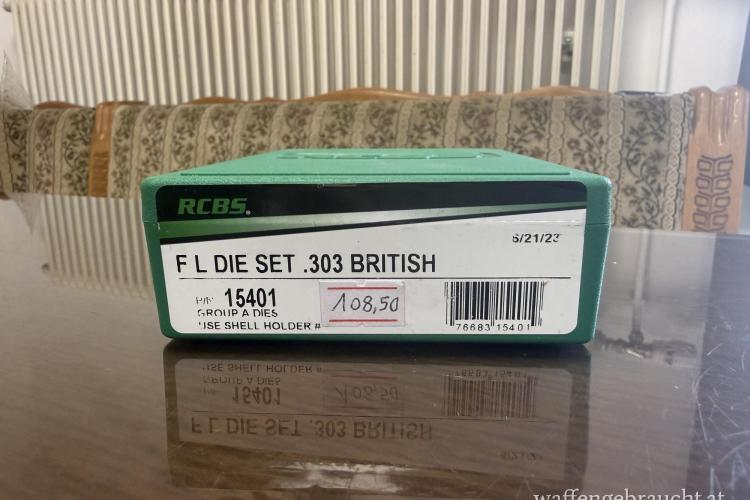 RCBS.
6/21/23
F L DIE SET .303 BRITISH
P/N 15401
108,50
GROUP A DIES
USE SHELL HOLDER #
76683 15401
waffengebraucht.at